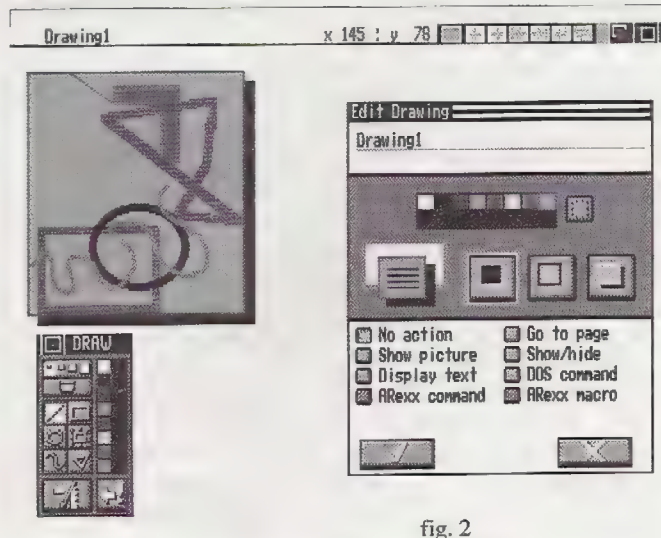 Drawing1
x 145 : y 78
Edit Drawing
Drawing1
No action
Go to page
Show picture
Show/hide
Display text
DOS command
ARexx command
ARexx macro
DRAW
fig. 2